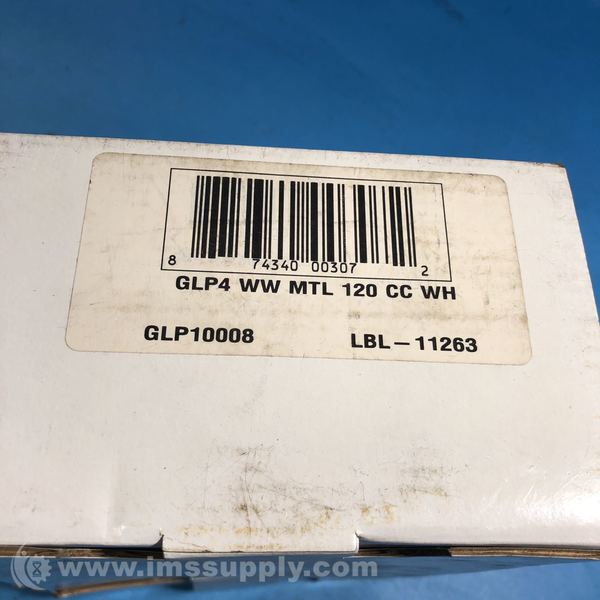 8 74340 00307 2
GLP4 WW MTL 120 CC WH
GLP10008 LBL-11263
www.imssupply.com